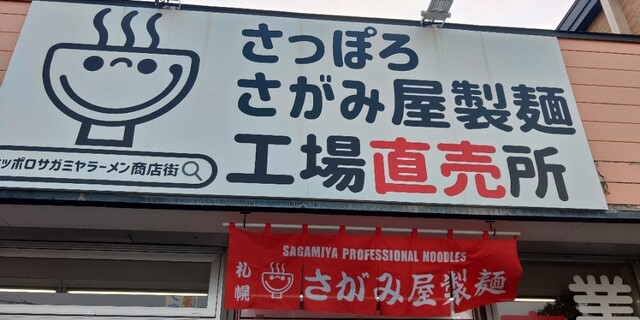 さっぽろ
さがみ屋製麺
工場直売所
ッポロサガミヤラーメン商店街
SAGAMIYA PROFESSIONAL NOODLES
札幌
さがみ屋製麺
業